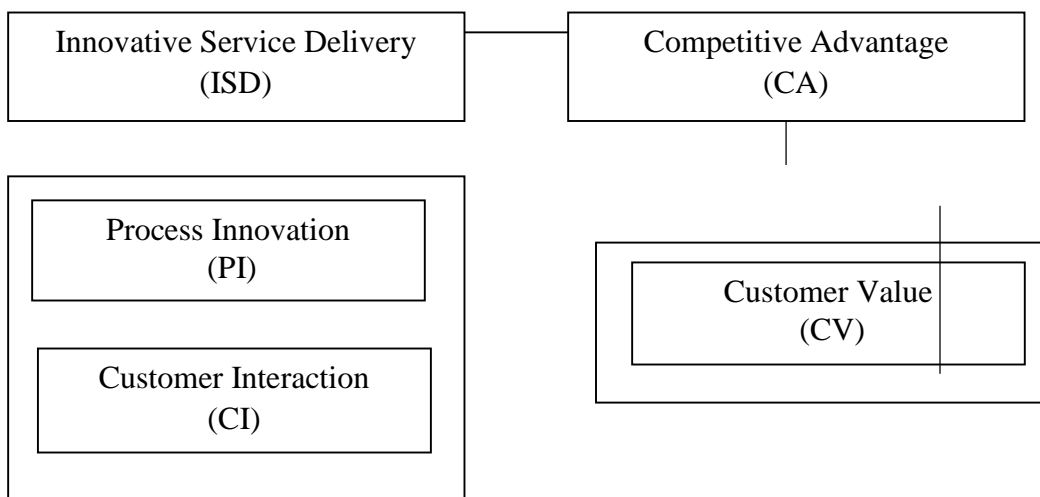 Innovative Service Delivery
(ISD)
Competitive Advantage
(CA)
Process Innovation
(PI)
Customer Value
(CV)
Customer Interaction
(CI)